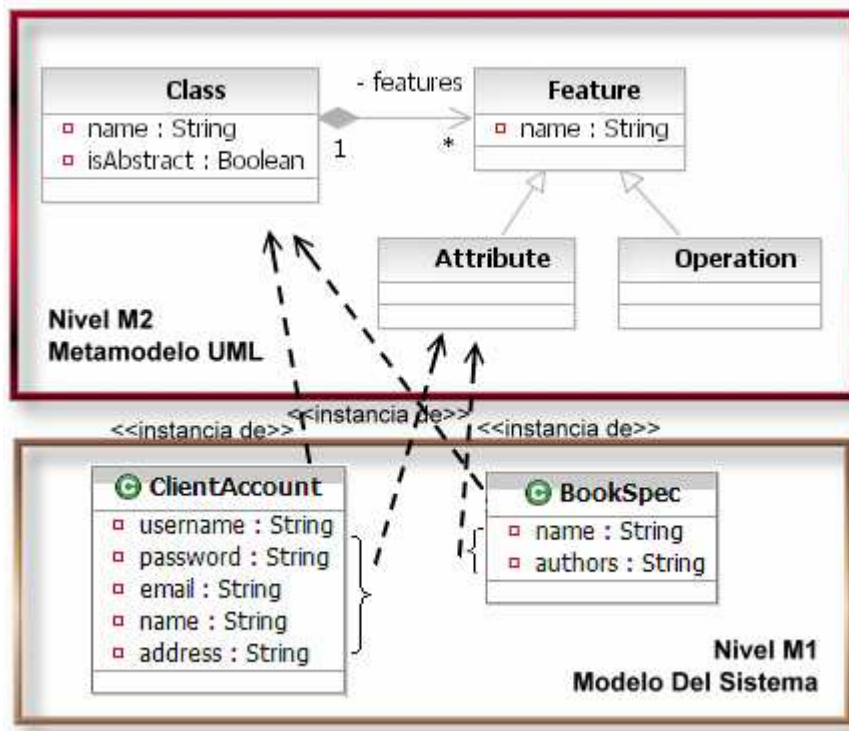 Class
name : String
isAbstract : Boolean
- features
1
*
Feature
name : String
Attribute
Operation
Nivel M2
Metamodelo UML
<<instancia de>>
<<instancia de>>
<<instancia de>>
C ClientAccount
username : String
password : String
email : String
name : String
address : String
C BookSpec
name : String
authors : String
Nivel M1
Modelo Del Sistema